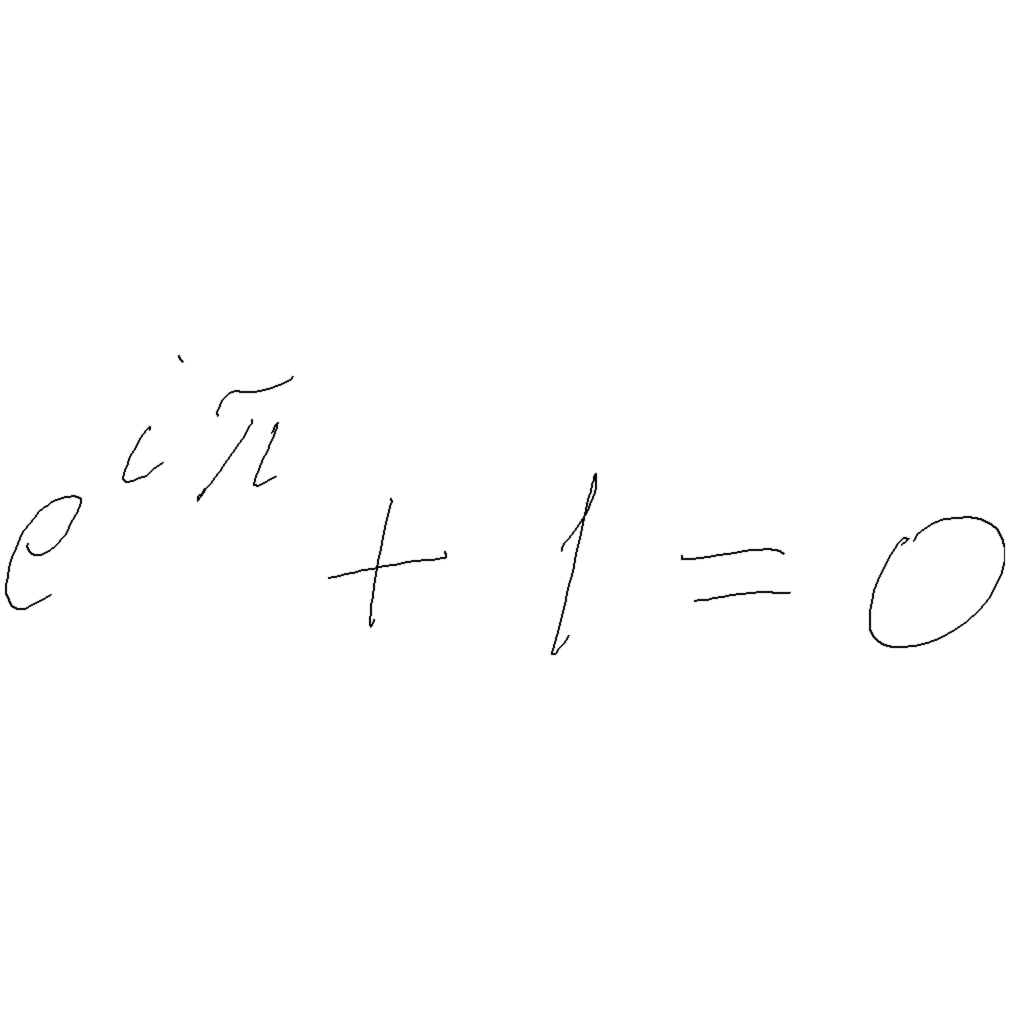 e^{iπ} + 1 = 0